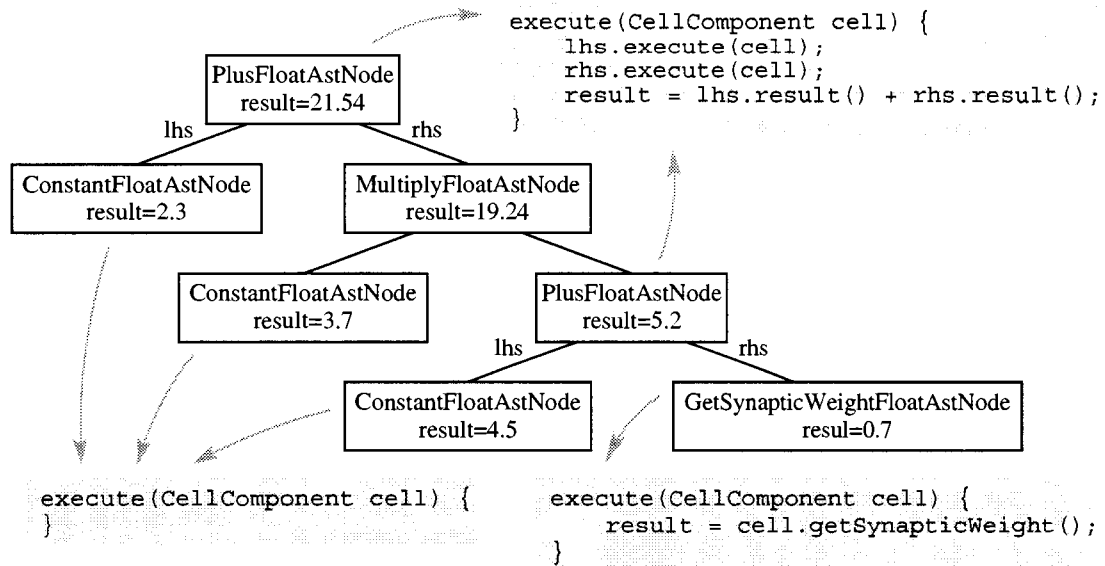 execute(CellComponent cell) {
lhs.execute(cell);
rhs.execute(cell);
result = lhs.result() + rhs.result();
}
PlusFloatAstNode
result=21.54
lhs
rhs
ConstantFloatAstNode
result=2.3
MultiplyFloatAstNode
result=19.24
ConstantFloatAstNode
result=3.7
PlusFloatAstNode
result=5.2
lhs
rhs
ConstantFloatAstNode
result=4.5
GetSynapticWeightFloatAstNode
resul=0.7
execute(CellComponent cell) {
}
execute(CellComponent cell) {
result = cell.getSynapticWeight();
}